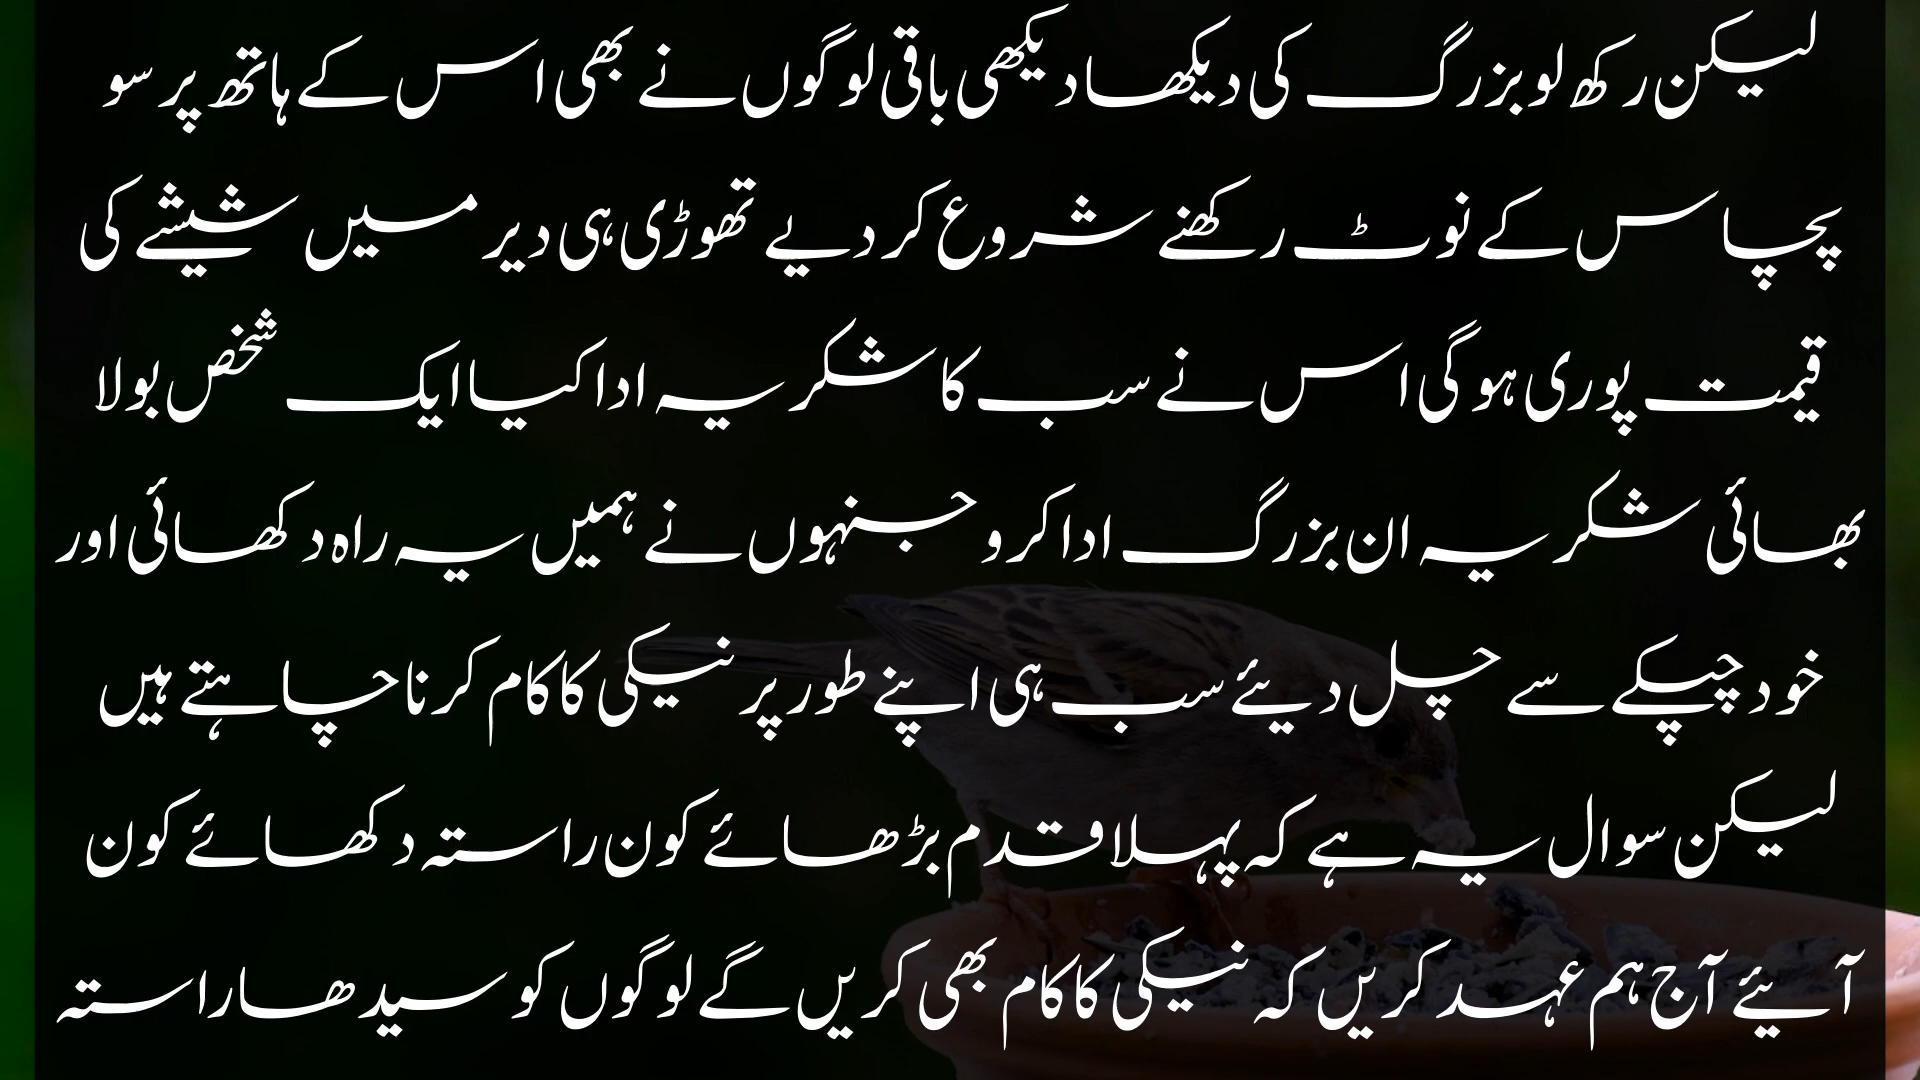 لیکن رکھ لو بزرگ کی دیکھا دیکھی باقی لوگوں نے بھی اس کے ہاتھ پر سو
پچاس کے نوٹ رکھنے شروع کر دیے تھوڑی ہی دیر میں شیشے کی
قیمت پوری ہو گی اس نے سب کا شکریہ ادا کیا ایک شخص بولا
بھائی شکریہ ان بزرگ ادا کرو جنہوں نے ہمیں یہ راہ دکھائی اور
خود چپکے سے چل دیئے سب ہی اپنے طور پر نیکی کا کام کرنا چاہتے ہیں
لیکن سوال یہ ہے کہ پہلا قدم بڑھائے کون راستہ دکھائے کون
آیئے آج ہم عہد کریں کہ نیکی کا کام بھی کریں گے لوگوں کو سیدھا راستہ